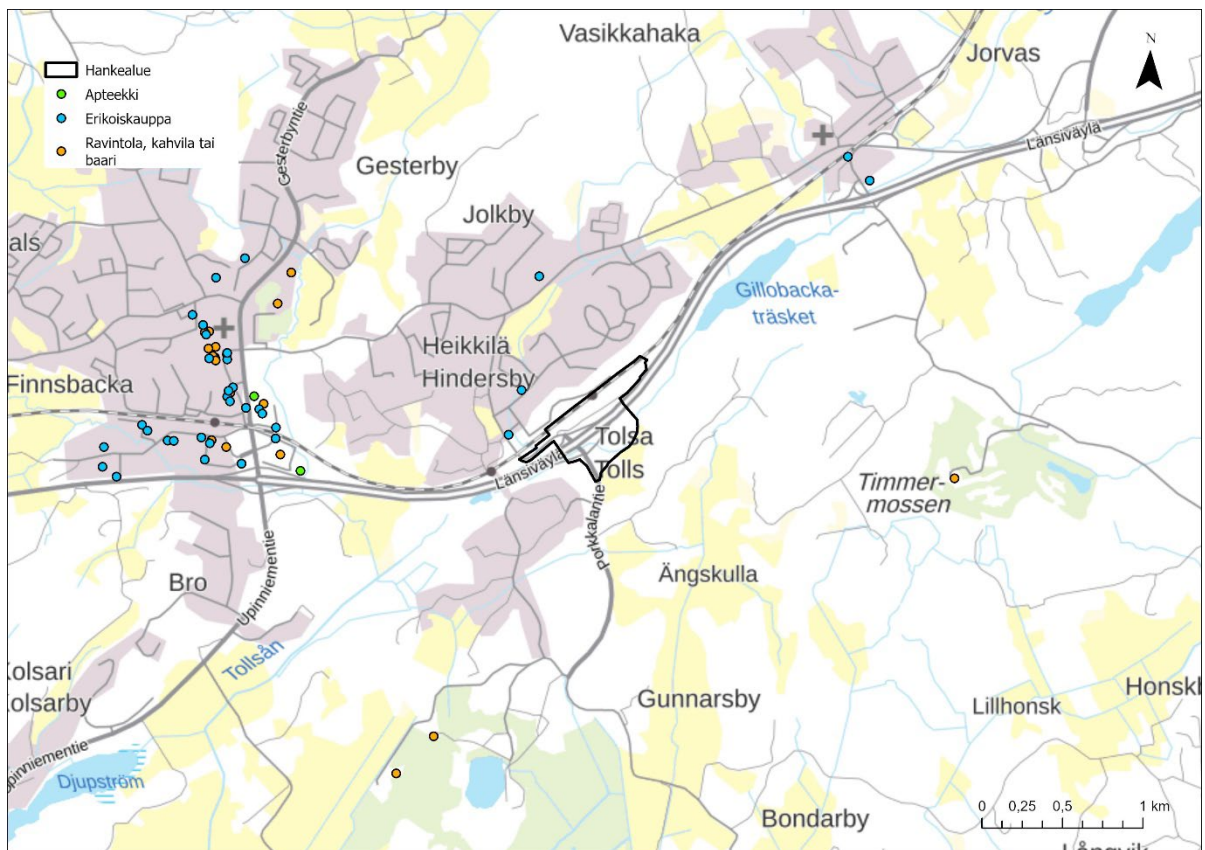 Hankealue
Apteekki
Erikoiskauppa
Ravintola, kahvila tai
baari
Vasikkahaka
Jorvas
N
Länsiväylä
Gesterbyntie
Gesterby
Jolkby
als
Gillobacka-
träsket
Heikkilä
Hindersby
Finnsbacka
Tolsa
Tolls
Länsiväylä
Timmer-
mossen
Porkkalantie
Ängskulla
Bro
Upinniementie
Tollsån
Kolsari
Kolsarby
Gunnarsby
Lillhonsk
Honskb
Upinniementie
Djupström
Bondarby
0 0,25 0,5 1 km
Långvik